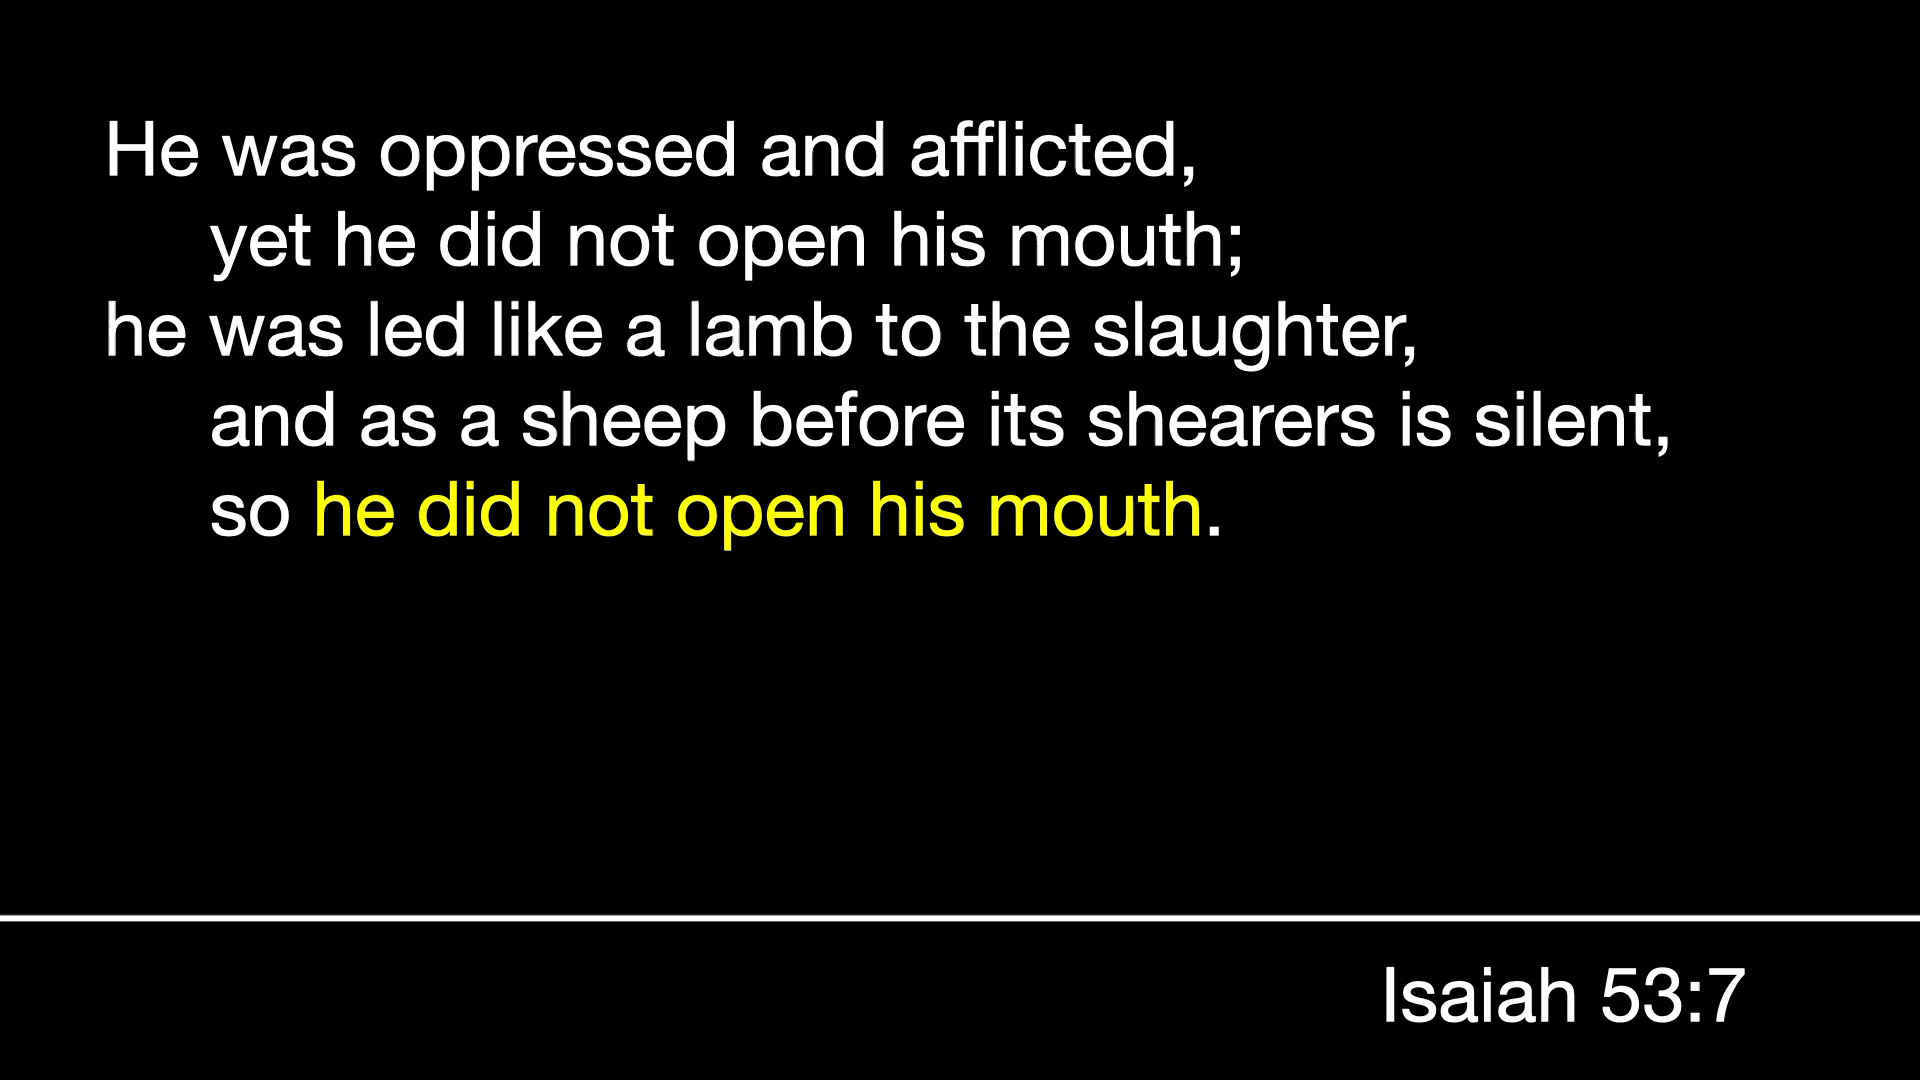 He was oppressed and afflicted,
yet he did not open his mouth;
he was led like a lamb to the slaughter,
and as a sheep before its shearers is silent,
so he did not open his mouth.
Isaiah 53:7